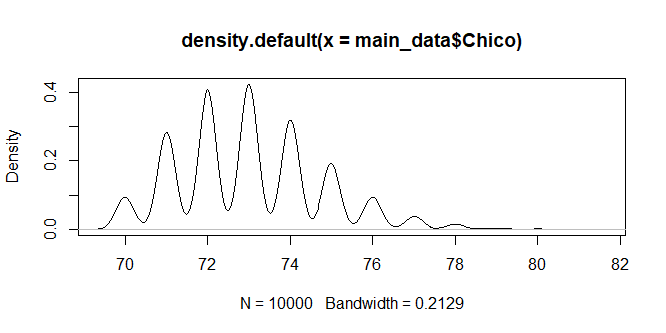 density.default(x = main_data$Chico)
Density
0.0 0.2 0.4
70 72 74 76 78 80 82
N = 10000 Bandwidth = 0.2129